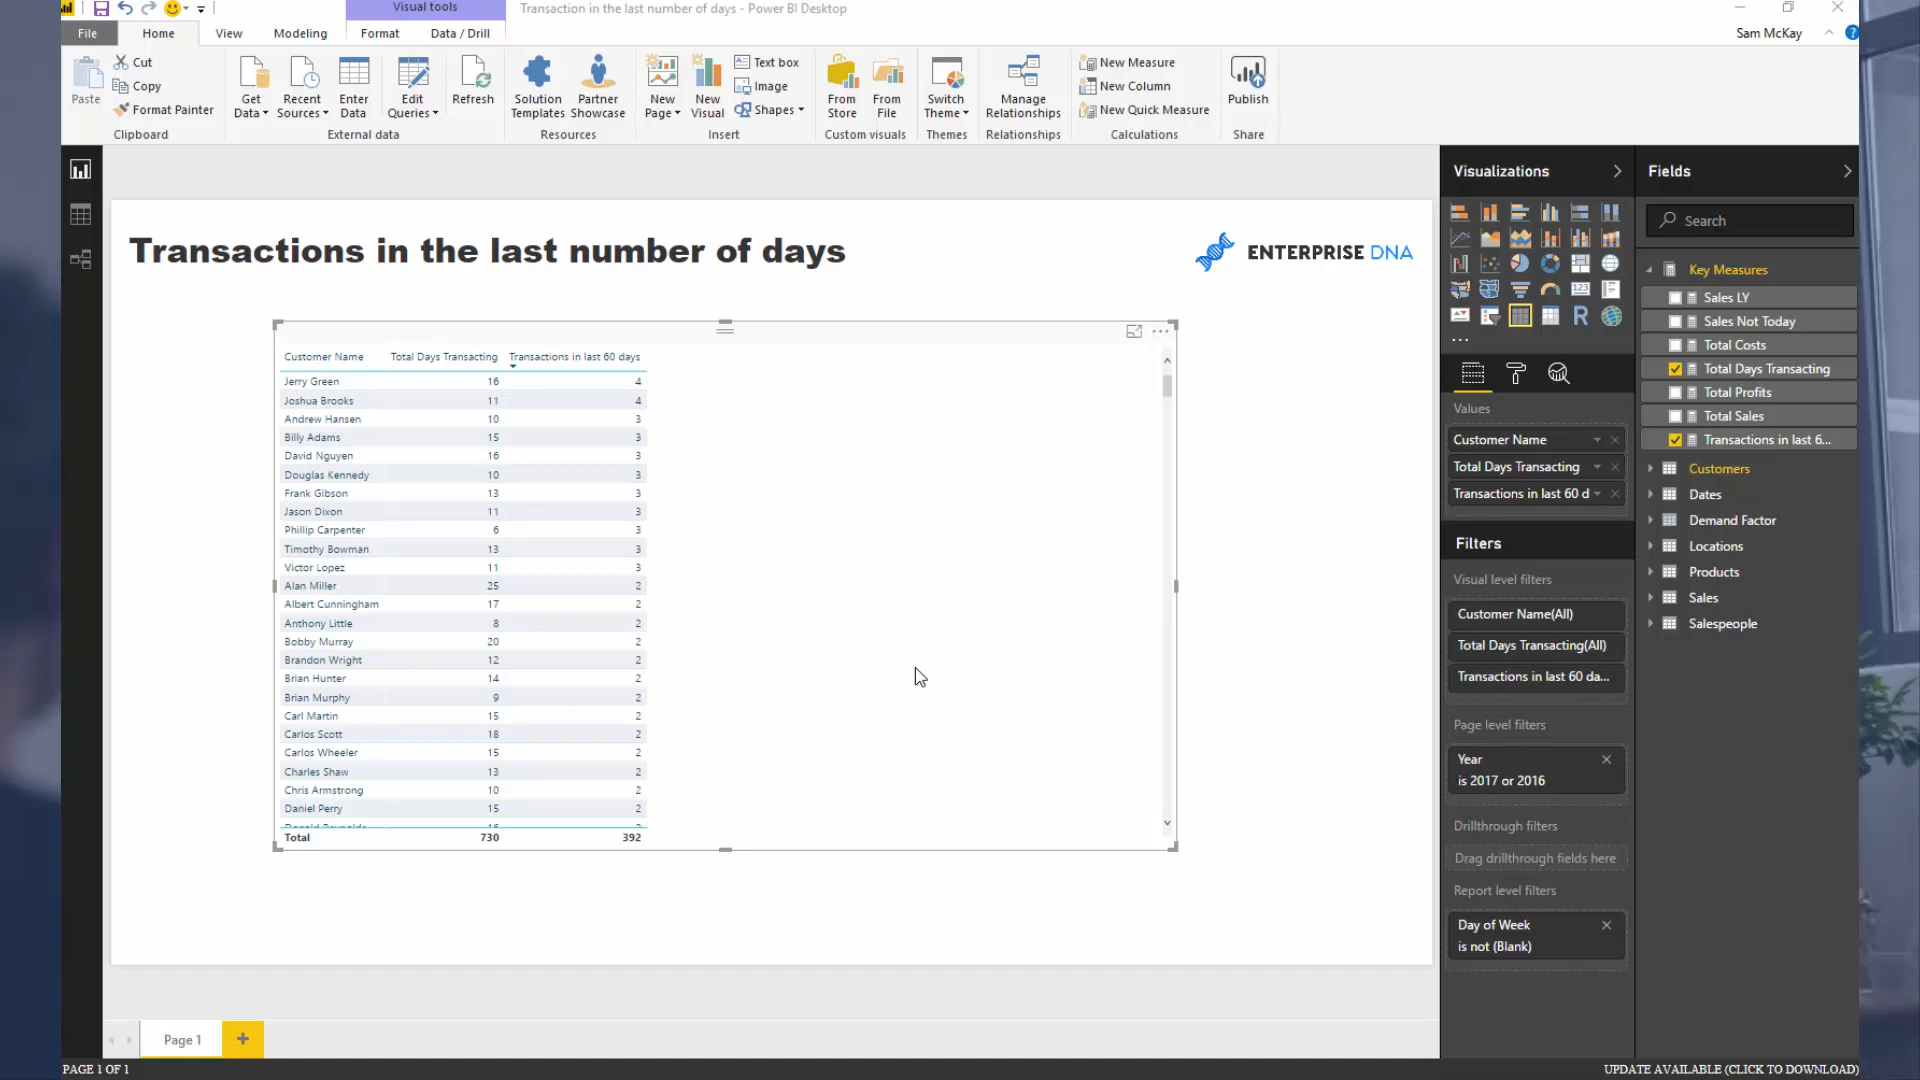 Visual tools
Transaction in the last number of days - Power BI Desktop
File
Home
View
Modeling
Format
Data / Drill
Sam McKay
?
Paste
Cut
Copy
Format Painter
Clipboard
Get Data
Recent Sources
Enter Data
Edit Queries
Refresh
External data
Solution Templates
Partner Showcase
Resources
New Page
New Visual
Text box
Image
Shapes
Insert
From Store
From File
Custom visuals
Switch Theme
Themes
Manage Relationships
Relationships
New Measure
New Column
New Quick Measure
Calculations
Publish
Share
Transactions in the last number of days
ENTERPRISE DNA
Customer Name Total Days Transacting Transactions in last 60 days
Jerry Green 16 4
Joshua Brooks 11 4
Andrew Hansen 10 3
Billy Adams 15 3
David Nguyen 16 3
Douglas Kennedy 10 3
Frank Gibson 13 3
Jason Dixon 11 3
Phillip Carpenter 6 3
Timothy Bowman 13 3
Victor Lopez 11 3
Alan Miller 25 2
Albert Cunningham 17 2
Anthony Little 8 2
Bobby Murray 20 2
Brandon Wright 12 2
Brian Hunter 14 2
Brian Murphy 9 2
Carl Martin 15 2
Carlos Scott 18 2
Carlos Wheeler 15 2
Charles Shaw 13 2
Chris Armstrong 10 2
Daniel Perry 15 2
Total 730 392
Visualizations
123
R
...
Values
Customer Name
Total Days Transacting
Transactions in last 60 d
Filters
Visual level filters
Customer Name(All)
Total Days Transacting(All)
Transactions in last 60 da...
Page level filters
Year
is 2017 or 2016
Drillthrough filters
Drag drillthrough fields here
Report level filters
Day of Week
is not (Blank)
Fields
Search
Key Measures
Sales LY
Sales Not Today
Total Costs
Total Days Transacting
Total Profits
Total Sales
Transactions in last 6...
Customers
Dates
Demand Factor
Locations
Products
Sales
Salespeople
Page 1
+
PAGE 1 OF 1
UPDATE AVAILABLE (CLICK TO DOWNLOAD)